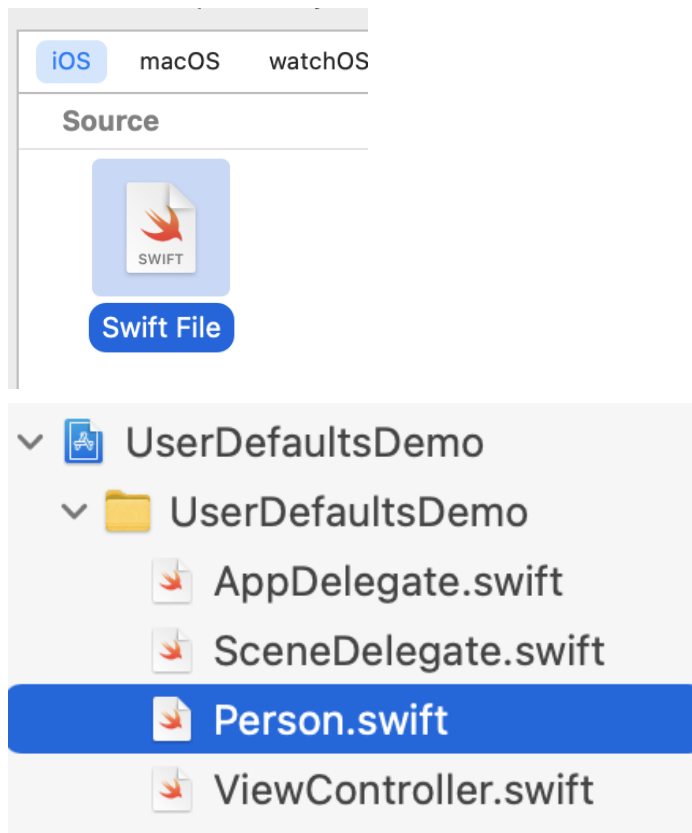 iOS macOS watchOS
Source
SWIFT
Swift File
UserDefaultsDemo
UserDefaultsDemo
AppDelegate.swift
SceneDelegate.swift
Person.swift
ViewController.swift